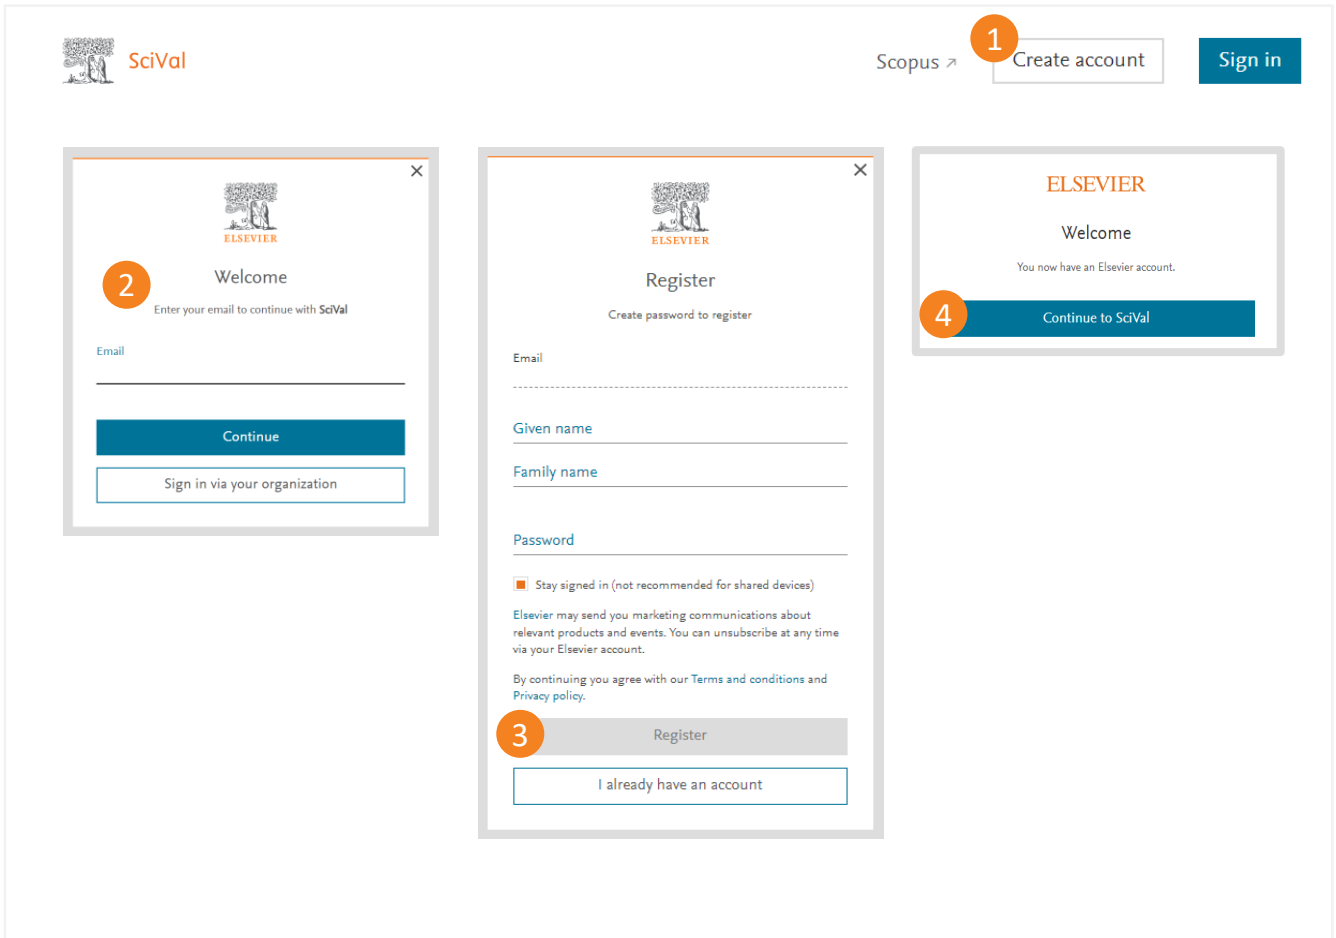 SciVal
Scopus ↗
1
Create account
Sign in
×
ELSEVIER
Welcome
2
Enter your email to continue with SciVal
Email
Continue
Sign in via your organization
×
ELSEVIER
Register
Create password to register
Email
Given name
Family name
Password
Stay signed in (not recommended for shared devices)
Elsevier may send you marketing communications about
relevant products and events. You can unsubscribe at any time
via your Elsevier account.
By continuing you agree with our Terms and conditions and
Privacy policy.
3
Register
I already have an account
ELSEVIER
Welcome
You now have an Elsevier account.
4
Continue to SciVal